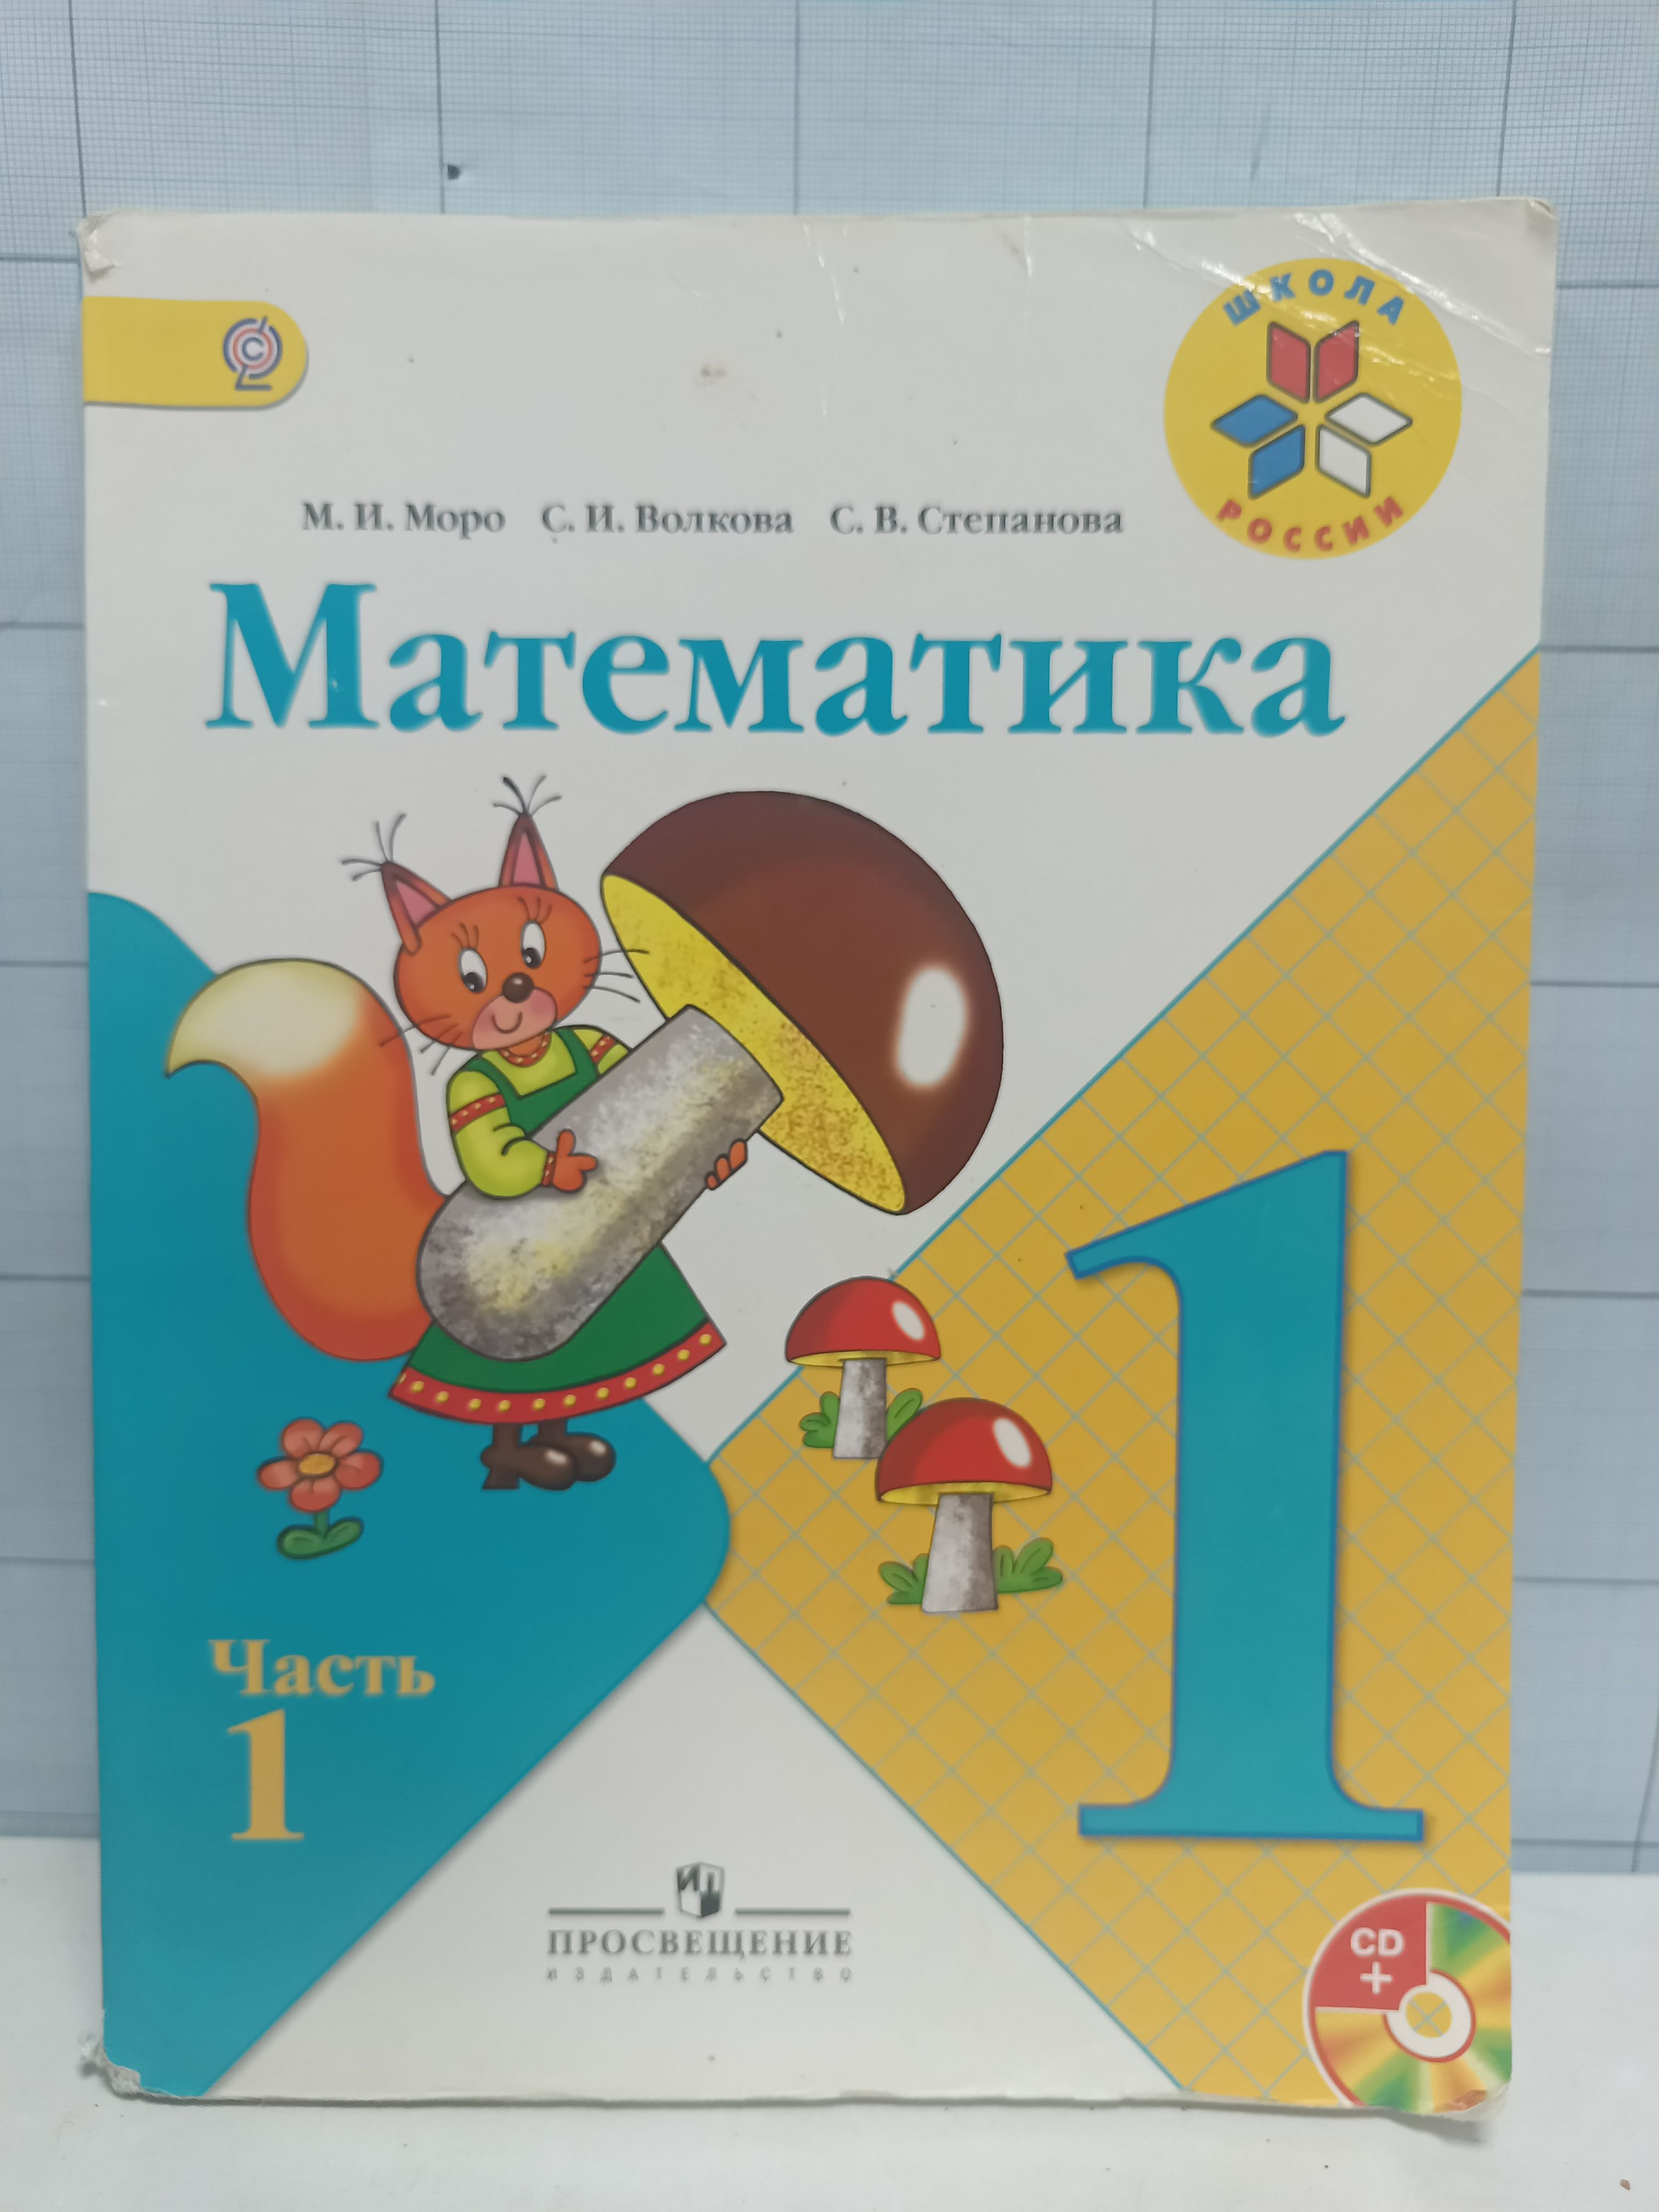 ШКОЛА
РОССИИ
М. И. Моро С. И. Волкова С. В. Степанова
Математика
1
Часть
1
ПРОСВЕЩЕНИЕ
ИЗДАТЕЛЬСТВО
CD
+